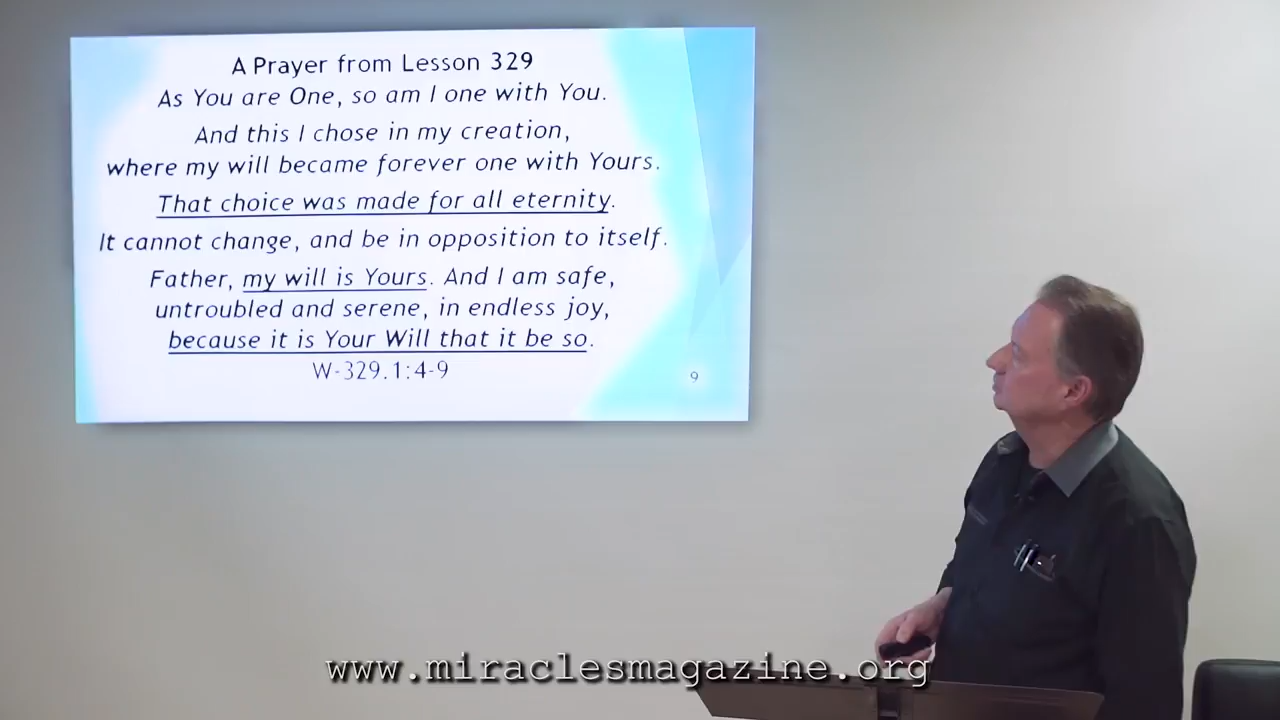 A Prayer from Lesson 329
As You are One, so am I one with You.
And this I chose in my creation,
where my will became forever one with Yours.
That choice was made for all eternity.
It cannot change, and be in opposition to itself.
Father, my will is Yours. And I am safe,
untroubled and serene, in endless joy,
because it is Your Will that it be so.
W-329.1:4-9
9
www.miraclesmagazine.org